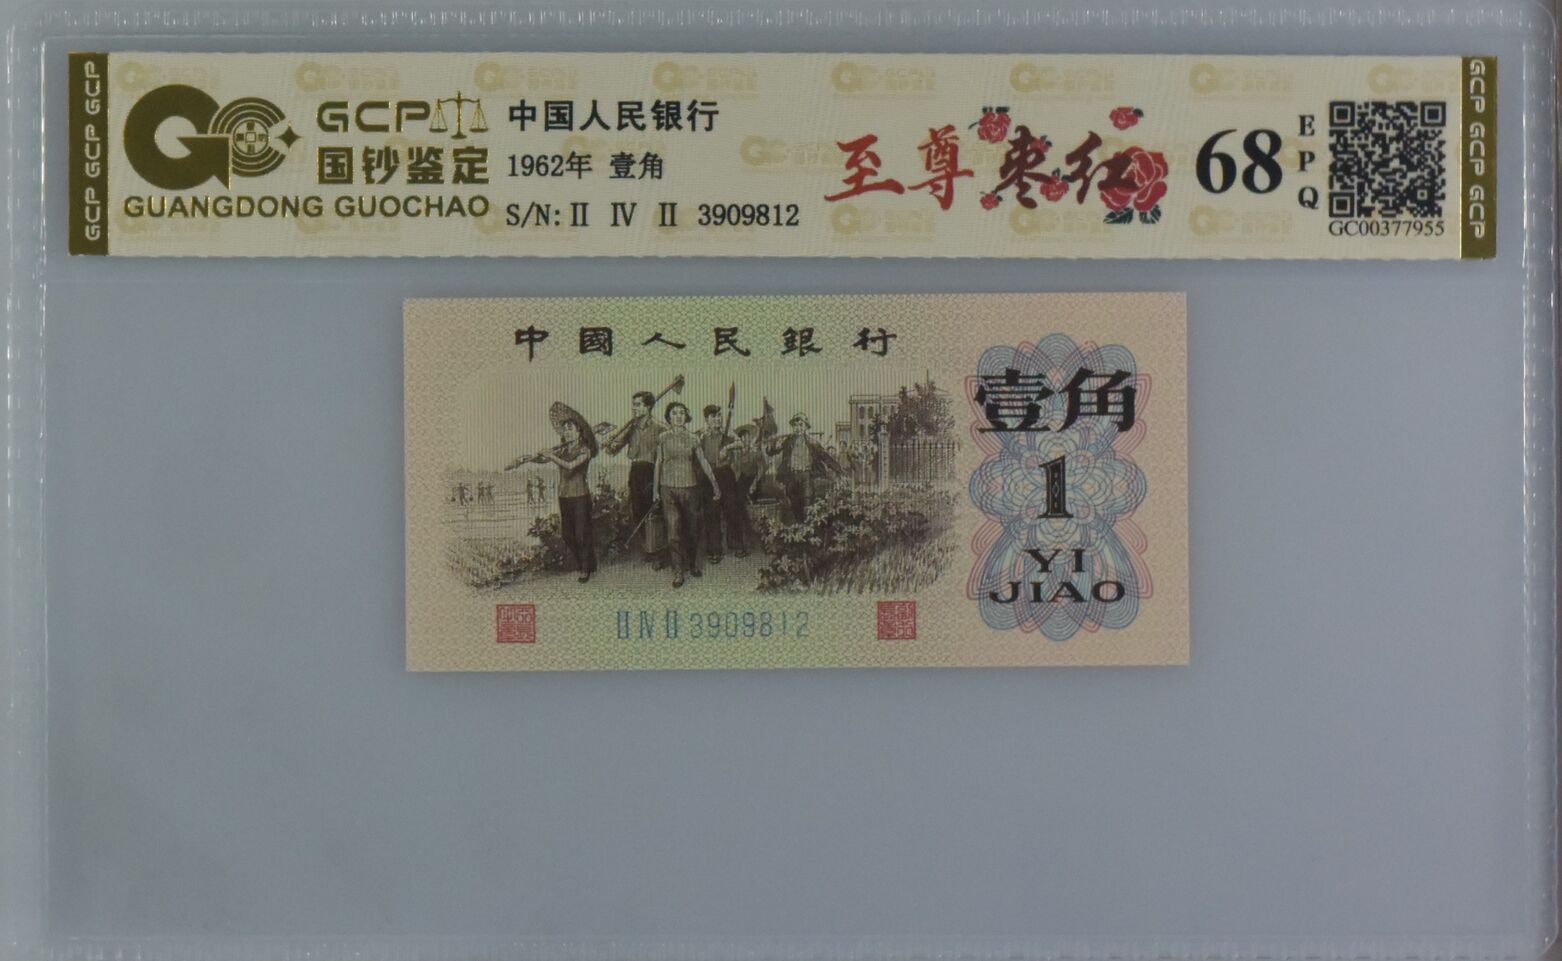 GCP GCP GCP
GCP
国钞鉴定
GUANGDONG GUOCHAO
中国人民银行
1962年 壹角
S/N: II IV II 3909812
至尊枣红
68
EPQ
GC00377955
GCP GCP GCP
中國人民銀行
壹角
1
YI
JIAO
II IV II 3909812